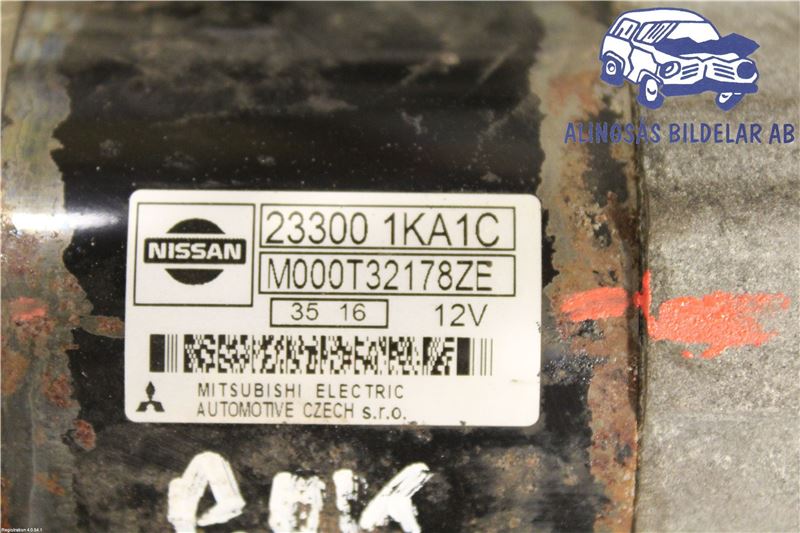 ALINGSÅS BILDELAR AB
NISSAN
23300 1KA1C
M000T32178ZE
35 16
12V
MITSUBISHI ELECTRIC
AUTOMOTIVE CZECH s.r.o.